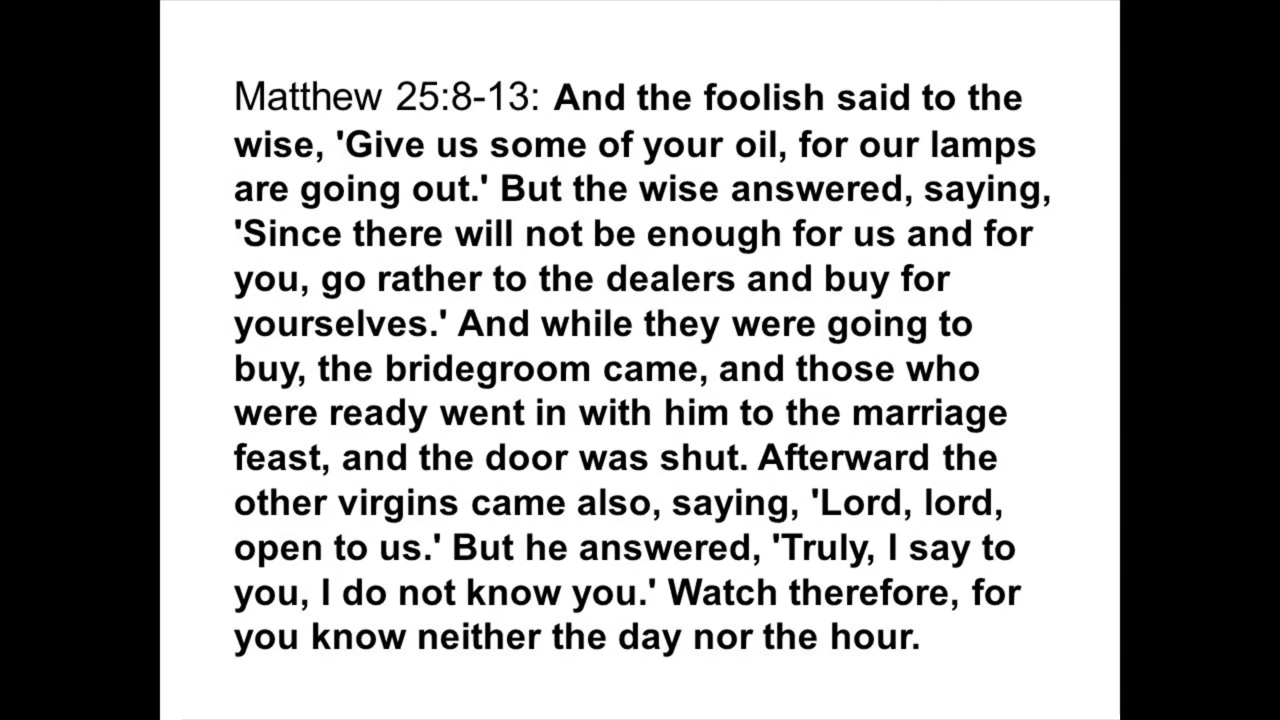 Matthew 25:8-13: And the foolish said to the
wise, 'Give us some of your oil, for our lamps
are going out.' But the wise answered, saying,
'Since there will not be enough for us and for
you, go rather to the dealers and buy for
yourselves.' And while they were going to
buy, the bridegroom came, and those who
were ready went in with him to the marriage
feast, and the door was shut. Afterward the
other virgins came also, saying, 'Lord, lord,
open to us.' But he answered, 'Truly, I say to
you, I do not know you.' Watch therefore, for
you know neither the day nor the hour.